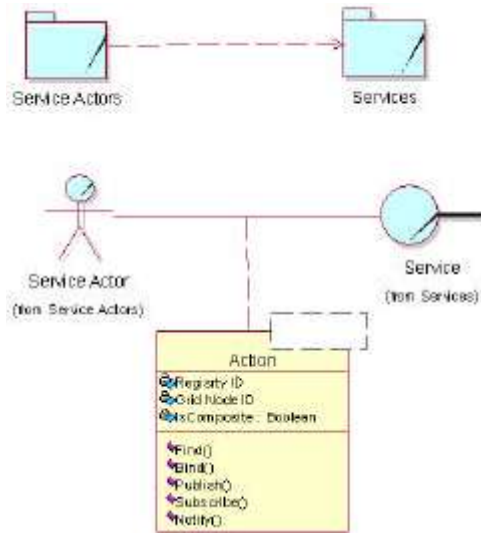 Service Actors
Services
Service Actor
(from Service Actors)
Service
(from Services)
Action
Registry ID
Grid Node ID
IsComposite : Boolean
Find()
Bind()
Publish()
Subscribe()
Notify()